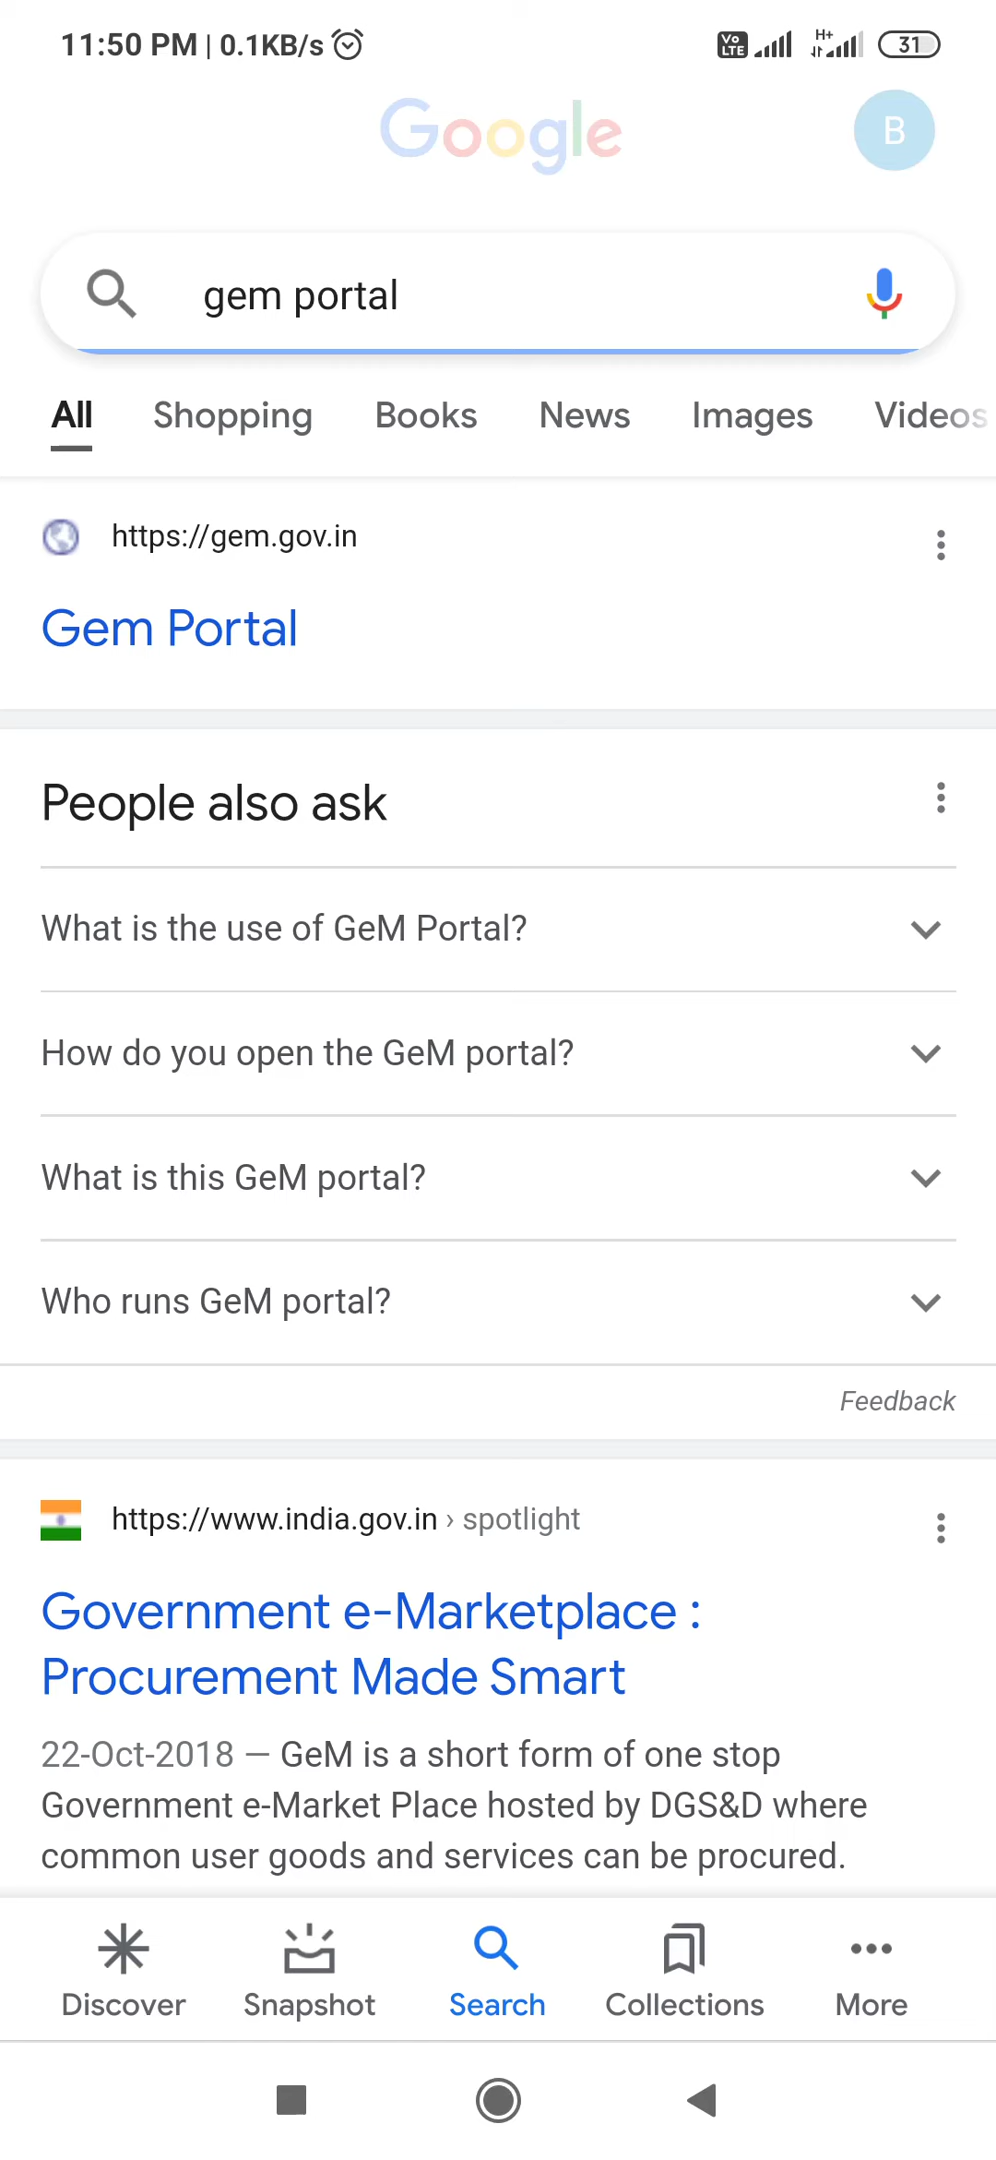 11:50 PM | 0.1KB/s
Vo LTE
H+
31
Google
B
gem portal
All Shopping Books News Images Videos
https://gem.gov.in
Gem Portal
People also ask
What is the use of GeM Portal?
How do you open the GeM portal?
What is this GeM portal?
Who runs GeM portal?
Feedback
https://www.india.gov.in › spotlight
Government e-Marketplace :
Procurement Made Smart
22-Oct-2018 — GeM is a short form of one stop
Government e-Market Place hosted by DGS&D where
common user goods and services can be procured.
Discover Snapshot Search Collections More